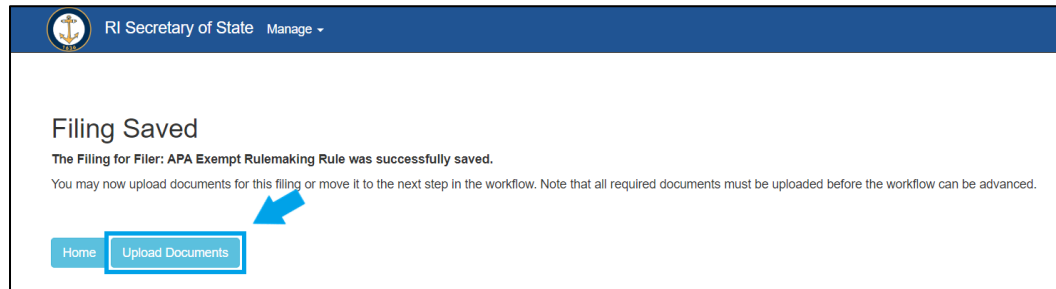 RI Secretary of State Manage
Filing Saved
The Filing for Filer: APA Exempt Rulemaking Rule was successfully saved.
You may now upload documents for this filing or move it to the next step in the workflow. Note that all required documents must be uploaded before the workflow can be advanced.
Home Upload Documents